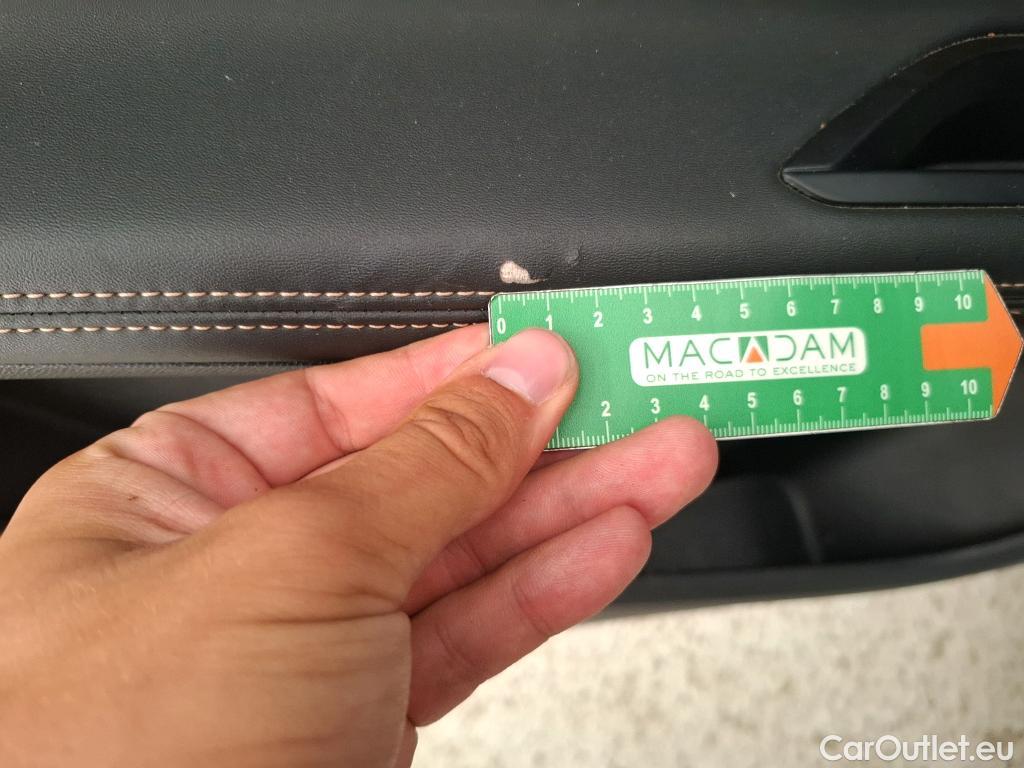 0 1 2 3 4 5 6 7 8 9 10
MACADAM
ON THE ROAD TO EXCELLENCE
2 3 4 5 6 7 8 9 10
CarOutlet.eu